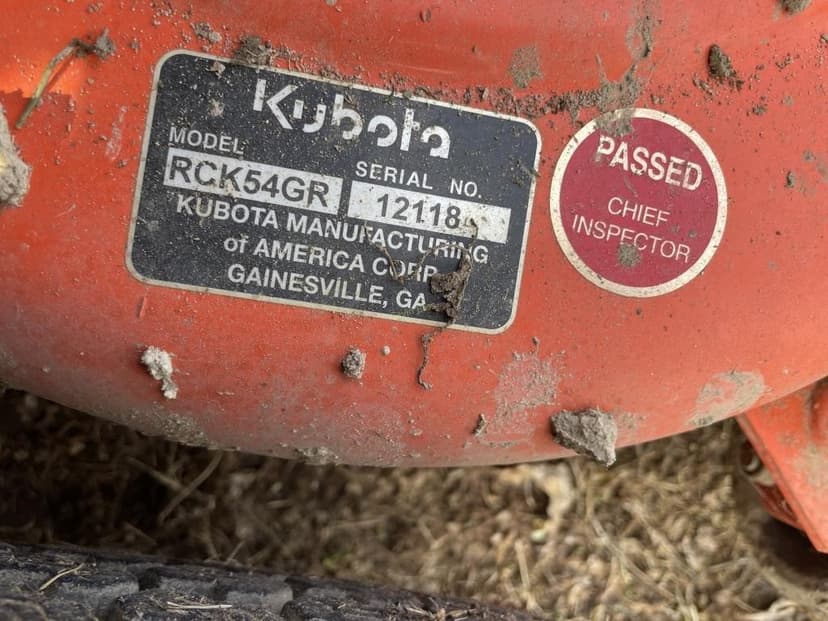 Kubota
MODEL
SERIAL NO.
RCK54GR
12118
KUBOTA MANUFACTURING
of AMERICA CORP
GAINESVILLE, GA
PASSED
CHIEF
INSPECTOR